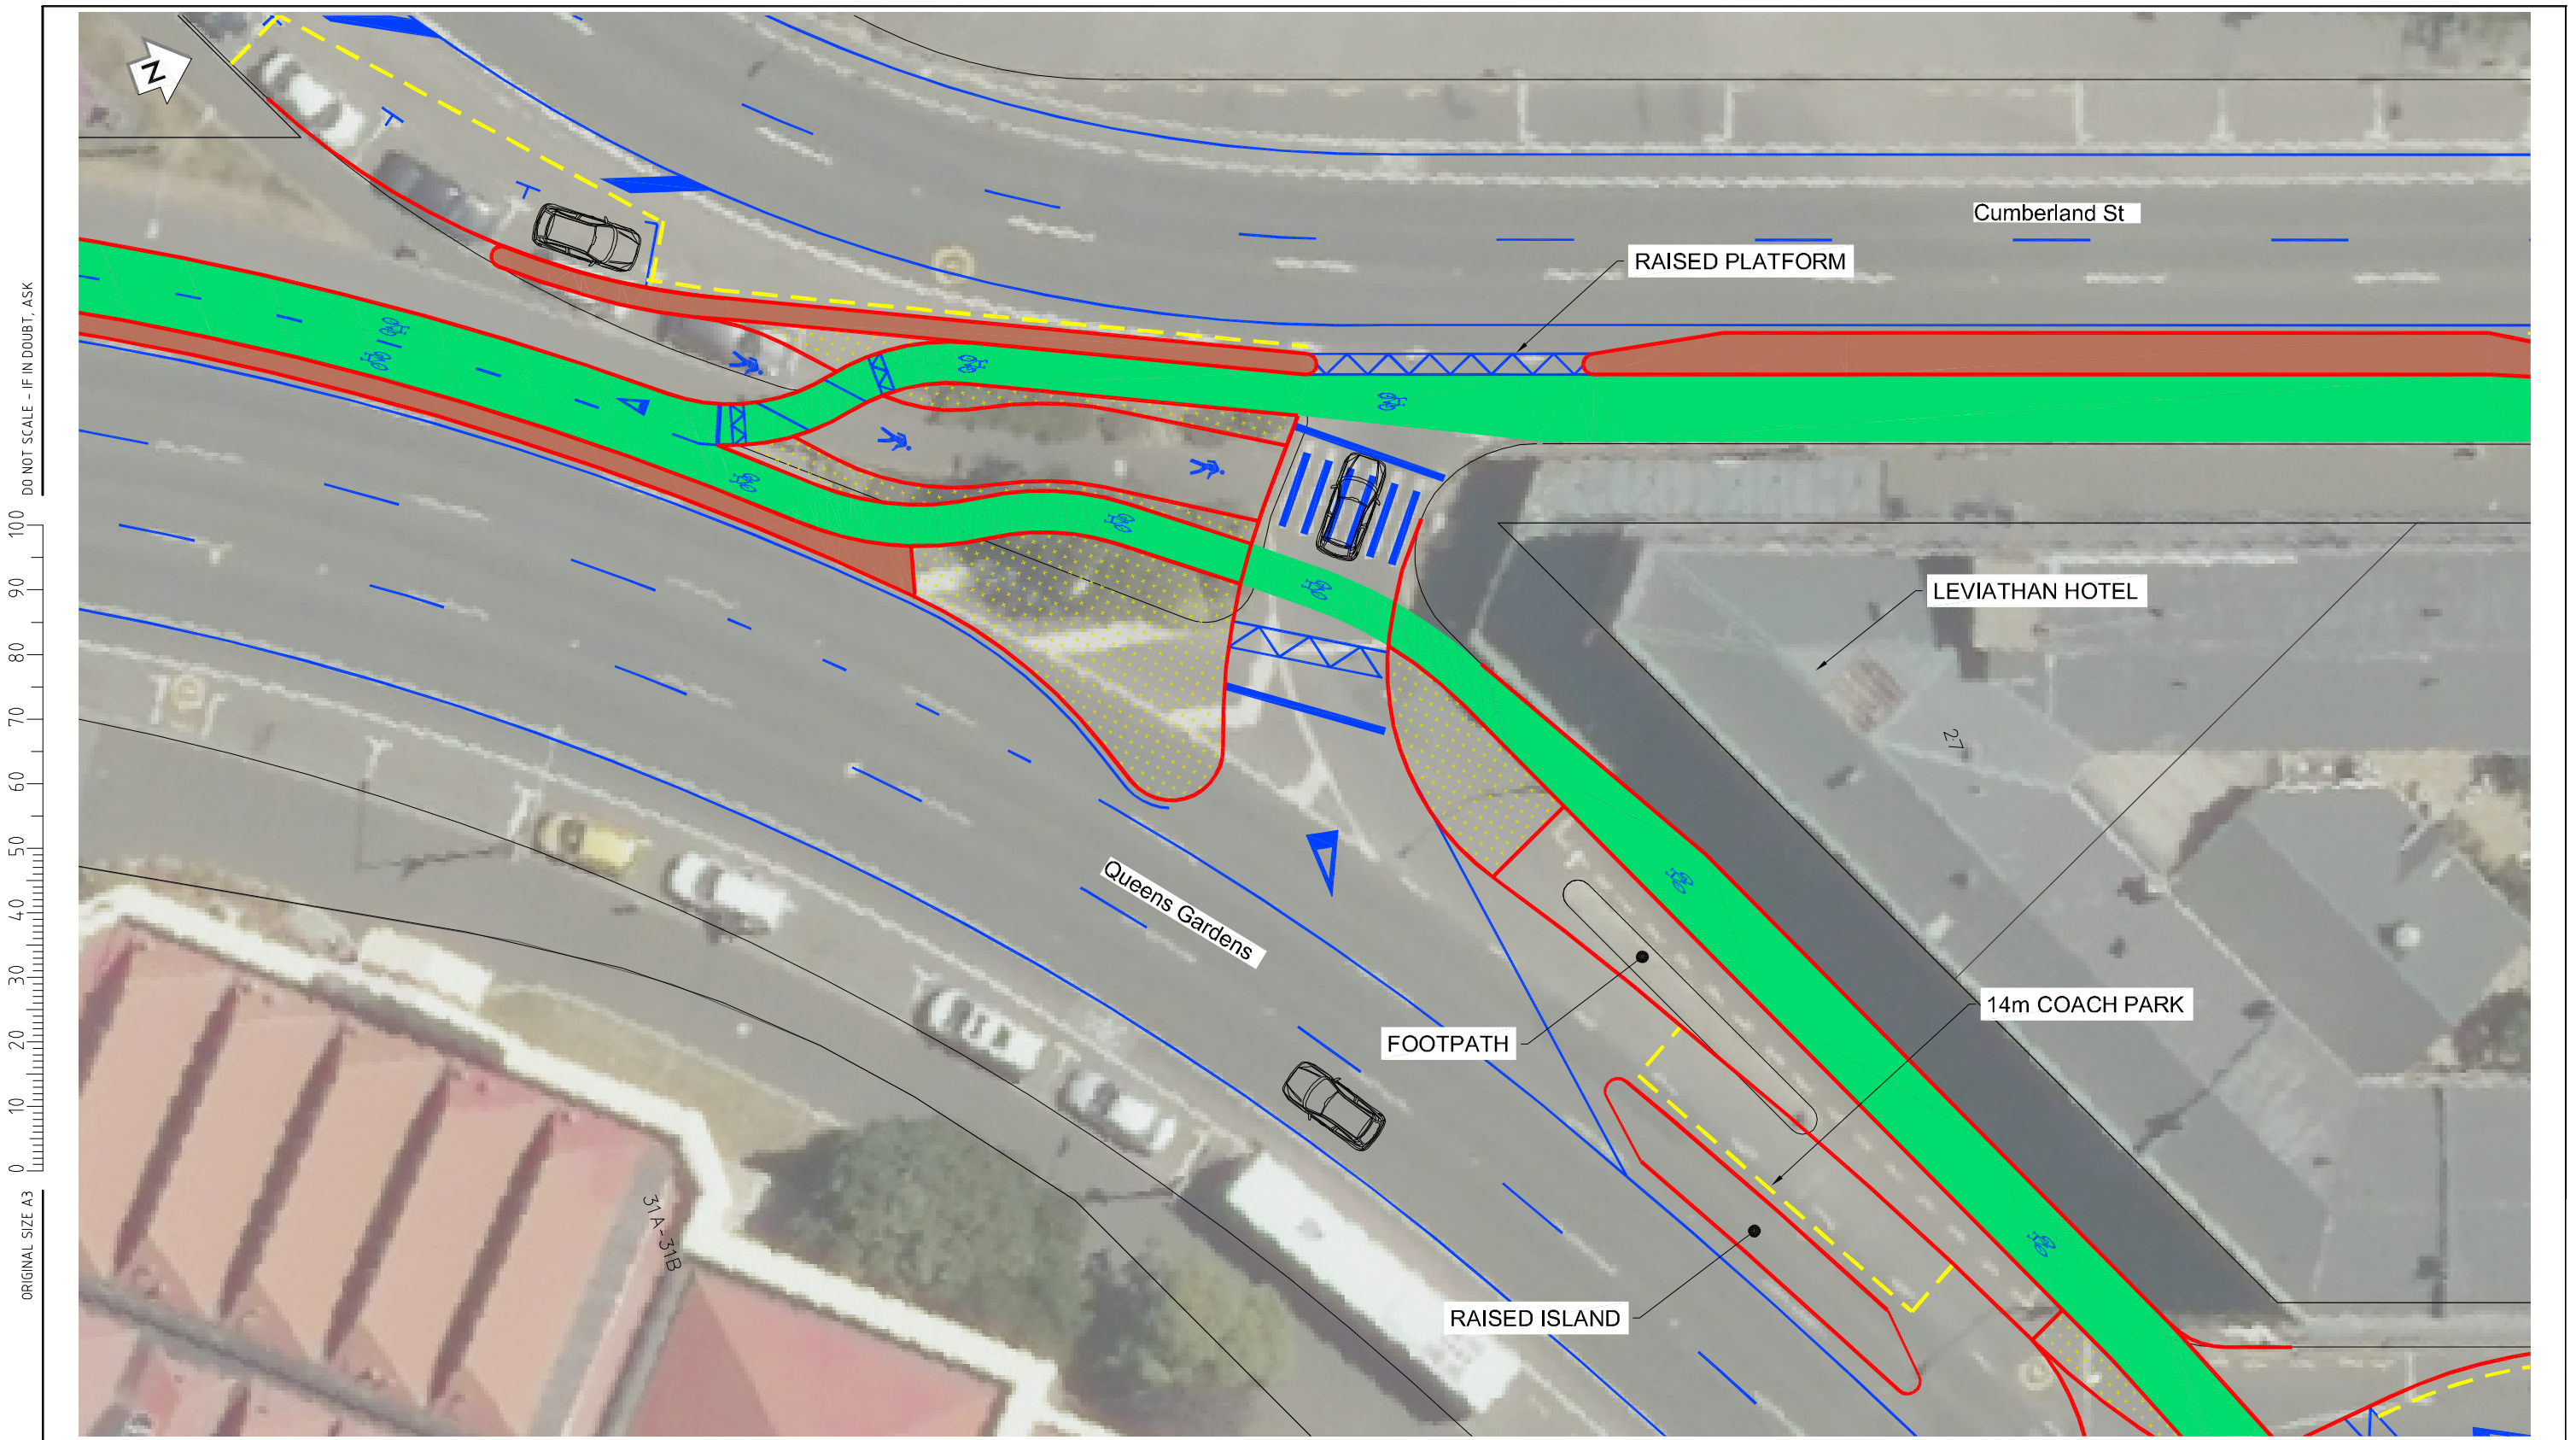 N
Cumberland St
RAISED PLATFORM
LEVIATHAN HOTEL
27
Queens Gardens
14m COACH PARK
FOOTPATH
RAISED ISLAND
31A-31B
DO NOT SCALE - IF IN DOUBT, ASK
100
90
80
70
60
50
40
30
20
10
0
ORIGINAL SIZE A3